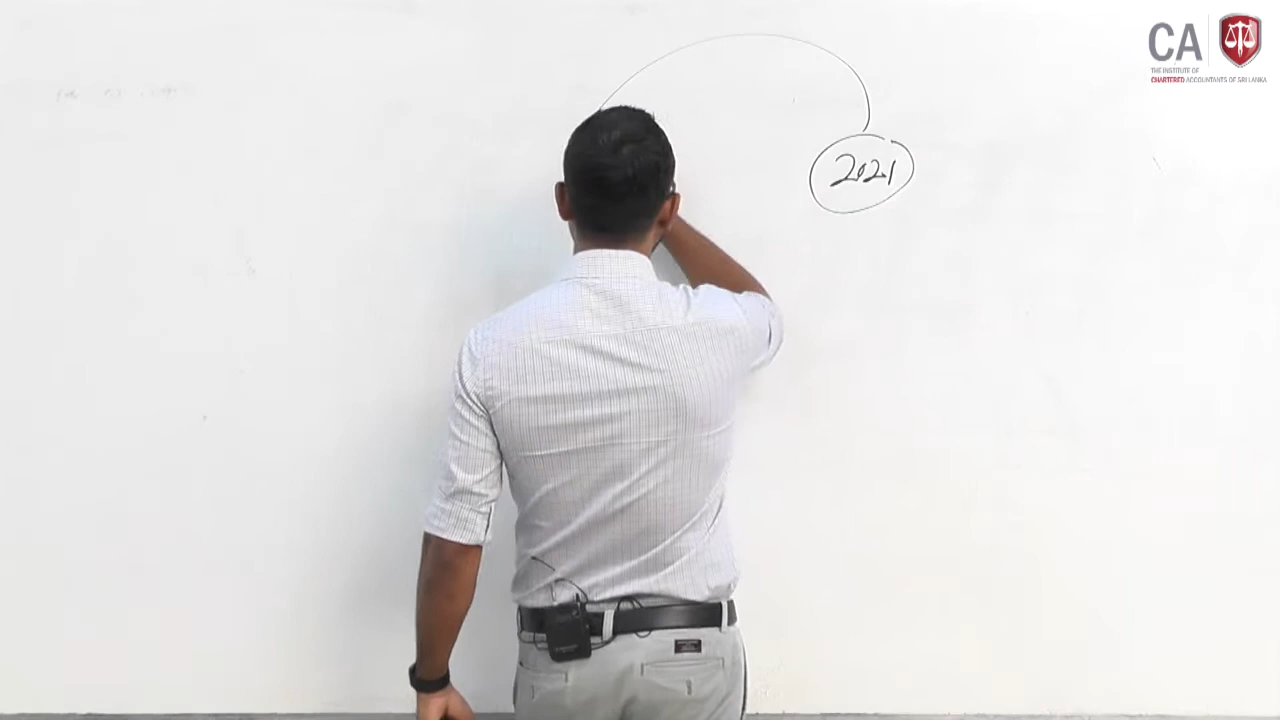 CA
THE INSTITUTE OF
CHARTERED ACCOUNTANTS OF SRI LANKA
2021